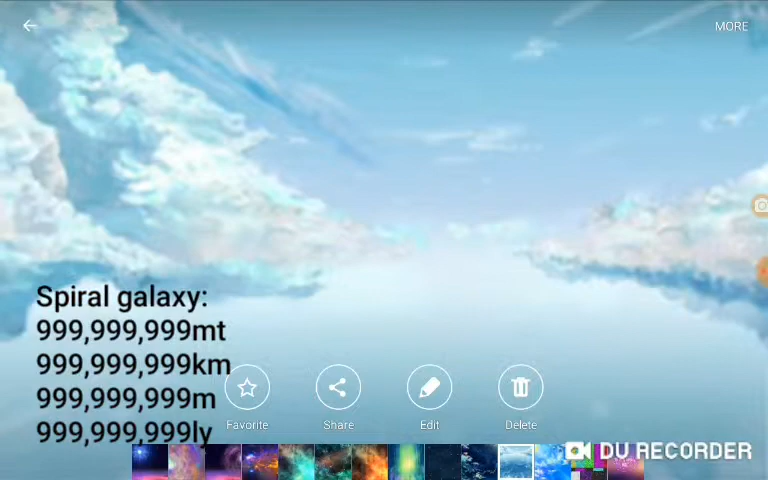 MORE
Spiral galaxy:
999,999,999mt
999,999,999km
999,999,999m
999,999,999ly
Favorite
Share
Edit
Delete
DU RECORDER